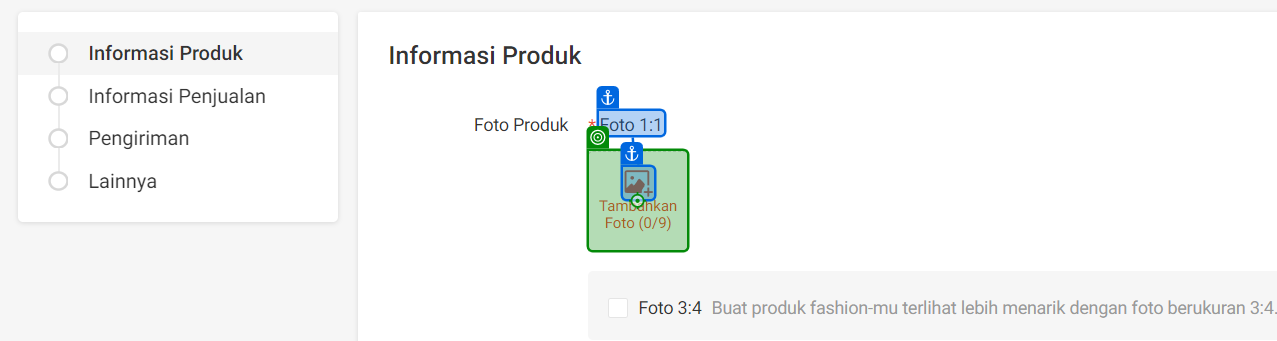 Informasi Produk
Informasi Penjualan
Pengiriman
Lainnya
Informasi Produk
Foto Produk * Foto 1:1
Tambahkan
Foto (0/9)
Foto 3:4 Buat produk fashion-mu terlihat lebih menarik dengan foto berukuran 3:4.